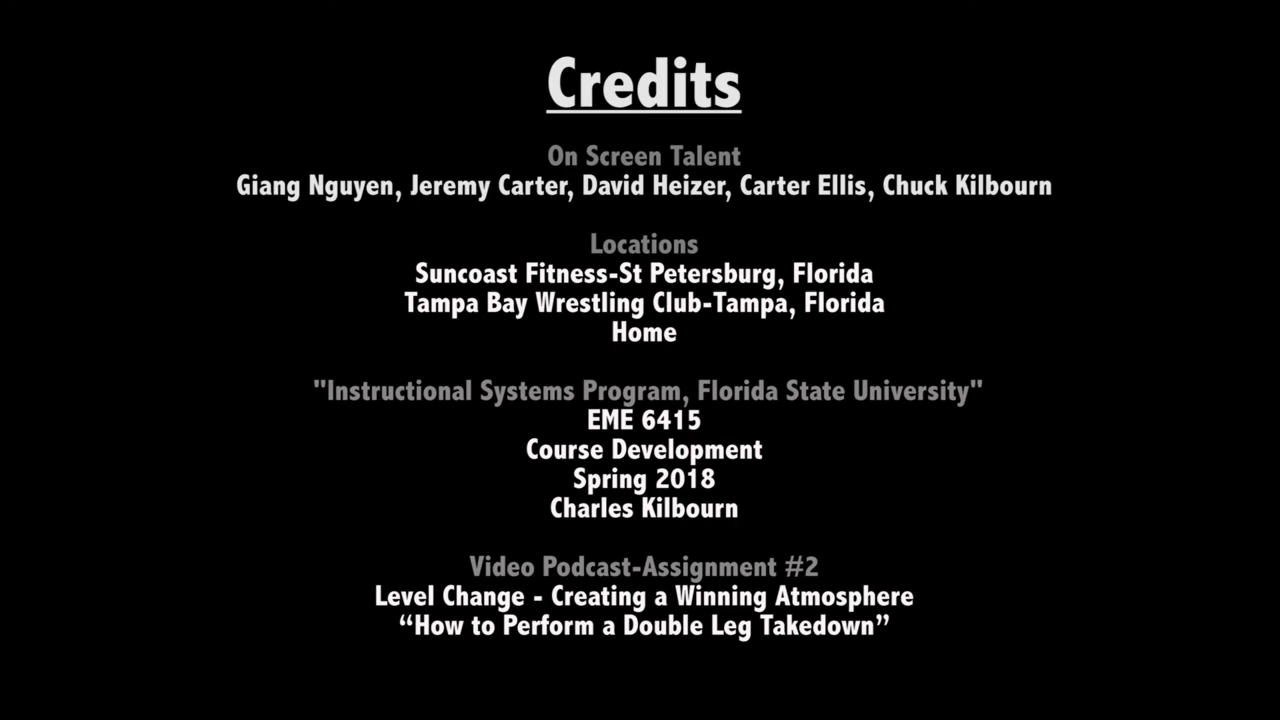 Credits
On Screen Talent
Giang Nguyen, Jeremy Carter, David Heizer, Carter Ellis, Chuck Kilbourn
Locations
Suncoast Fitness-St Petersburg, Florida
Tampa Bay Wrestling Club-Tampa, Florida
Home
"Instructional Systems Program, Florida State University"
EME 6415
Course Development
Spring 2018
Charles Kilbourn
Video Podcast-Assignment #2
Level Change - Creating a Winning Atmosphere
“How to Perform a Double Leg Takedown”